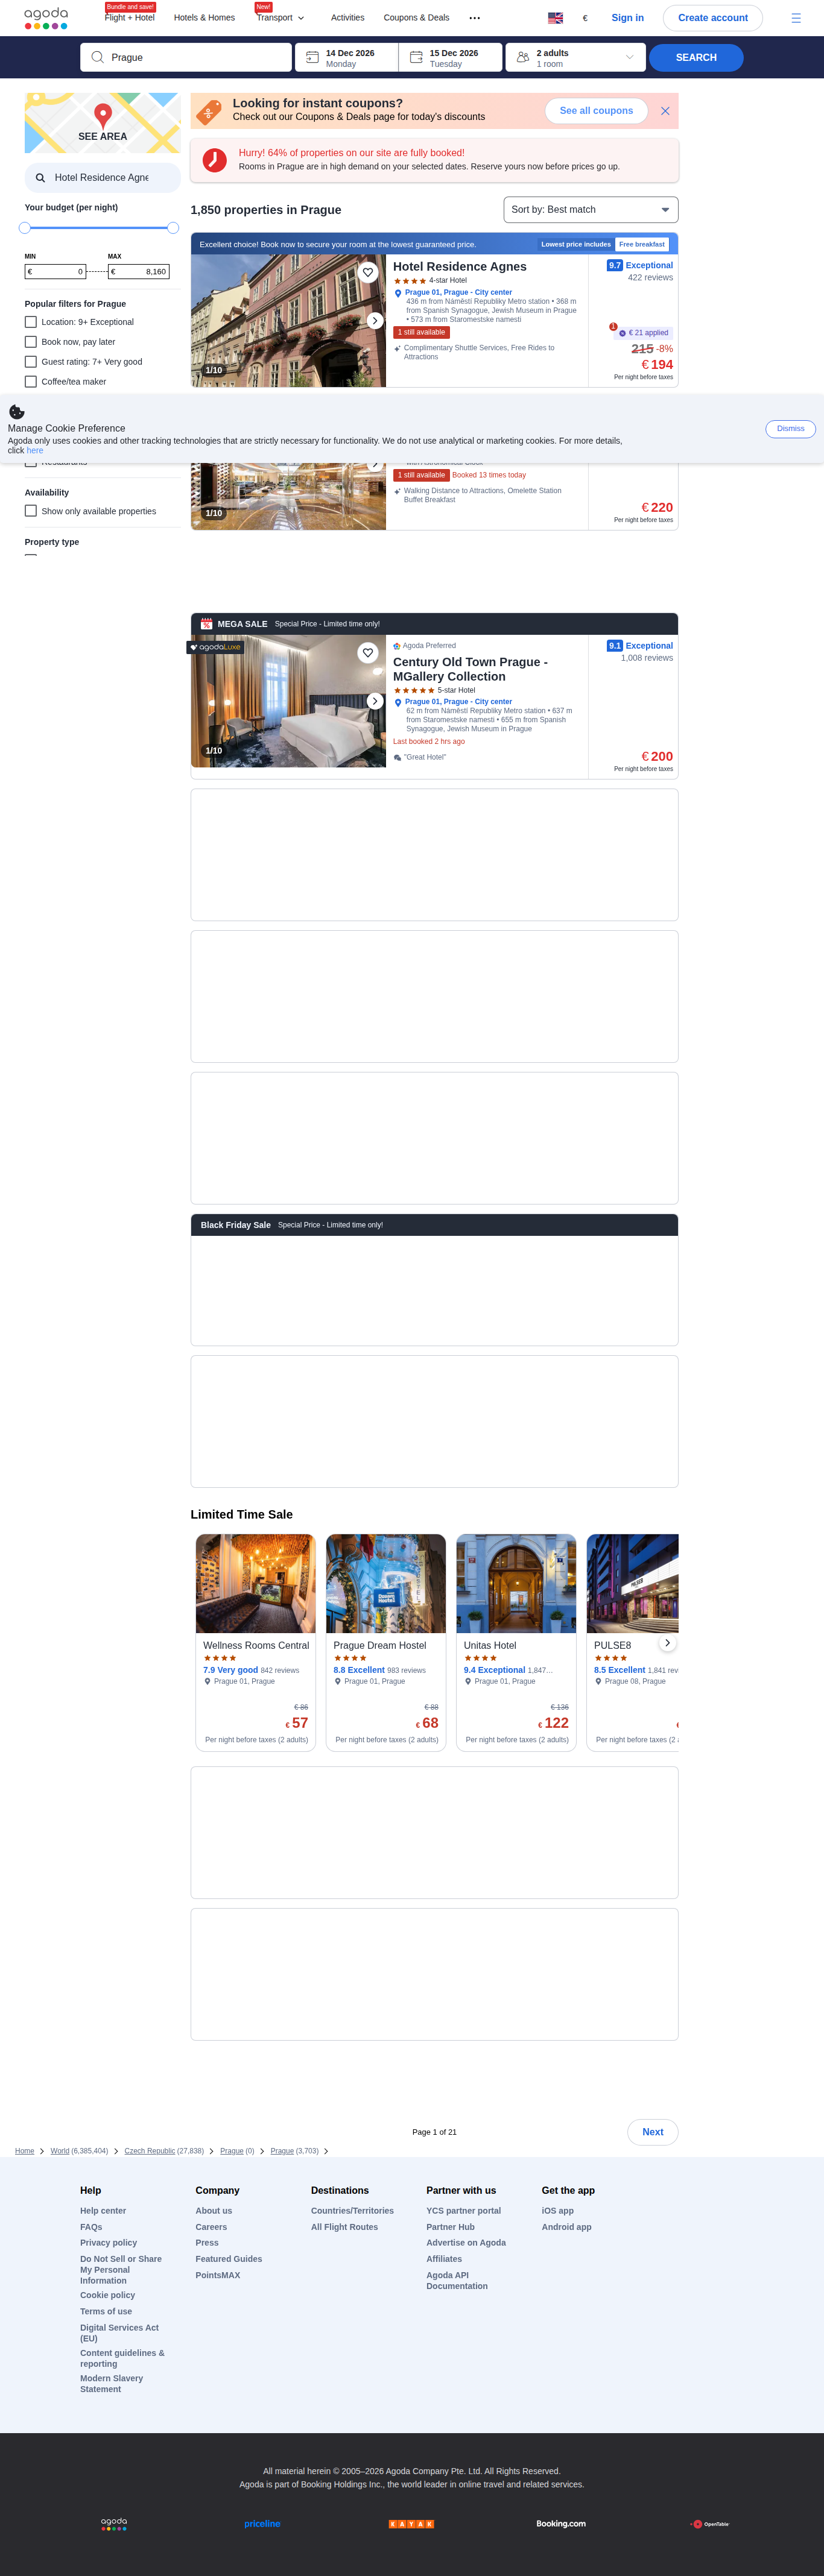 agoda
Bundle and save!
Flight + Hotel
Hotels & Homes
New!
Transport
Activities
Coupons & Deals
€
Sign in
Create account
Prague
14 Dec 2026
Monday
15 Dec 2026
Tuesday
2 adults
1 room
SEARCH
SEE AREA
Hotel Residence Agne
Your budget (per night)
MIN
MAX
€ 0
€ 8,160
Popular filters for Prague
Location: 9+ Exceptional
Book now, pay later
Guest rating: 7+ Very good
Coffee/tea maker
Looking for instant coupons?
Check out our Coupons & Deals page for today's discounts
See all coupons
Hurry! 64% of properties on our site are fully booked!
Rooms in Prague are in high demand on your selected dates. Reserve yours now before prices go up.
1,850 properties in Prague
Sort by: Best match
Excellent choice! Book now to secure your room at the lowest guaranteed price.
Lowest price includes
Free breakfast
1/10
Hotel Residence Agnes
4-star Hotel
Prague 01, Prague - City center
436 m from Náměstí Republiky Metro station • 368 m
from Spanish Synagogue, Jewish Museum in Prague
• 573 m from Staromestske namesti
1 still available
Complimentary Shuttle Services, Free Rides to
Attractions
9.7 Exceptional
422 reviews
1
€ 21 applied
215 -8%
€ 194
Per night before taxes
Manage Cookie Preference
Agoda only uses cookies and other tracking technologies that are strictly necessary for functionality. We do not use analytical or marketing cookies. For more details,
click here
Dismiss
Restaurants
Availability
Show only available properties
Property type
1/10
with Astronomical Clock
1 still available
Booked 13 times today
Walking Distance to Attractions, Omelette Station
Buffet Breakfast
€ 220
Per night before taxes
MEGA SALE
Special Price - Limited time only!
agodaLuxe
1/10
Agoda Preferred
Century Old Town Prague -
MGallery Collection
5-star Hotel
Prague 01, Prague - City center
62 m from Náměstí Republiky Metro station • 637 m
from Staromestske namesti • 655 m from Spanish
Synagogue, Jewish Museum in Prague
Last booked 2 hrs ago
"Great Hotel"
9.1 Exceptional
1,008 reviews
€ 200
Per night before taxes
Black Friday Sale
Special Price - Limited time only!
Limited Time Sale
Wellness Rooms Central
7.9 Very good 842 reviews
Prague 01, Prague
€ 86
€ 57
Per night before taxes (2 adults)
Prague Dream Hostel
8.8 Excellent 983 reviews
Prague 01, Prague
€ 88
€ 68
Per night before taxes (2 adults)
Unitas Hotel
9.4 Exceptional 1,847...
Prague 01, Prague
€ 136
€ 122
Per night before taxes (2 adults)
PULSE8
PULSE8
8.5 Excellent 1,841 revi
Prague 08, Prague
Per night before taxes (2 a
Page 1 of 21
Next
Home
World (6,385,404)
Czech Republic (27,838)
Prague (0)
Prague (3,703)
Help
Help center
FAQs
Privacy policy
Do Not Sell or Share
My Personal
Information
Cookie policy
Terms of use
Digital Services Act
(EU)
Content guidelines &
reporting
Modern Slavery
Statement
Company
About us
Careers
Press
Featured Guides
PointsMAX
Destinations
Countries/Territories
All Flight Routes
Partner with us
YCS partner portal
Partner Hub
Advertise on Agoda
Affiliates
Agoda API
Documentation
Get the app
iOS app
Android app
All material herein © 2005–2026 Agoda Company Pte. Ltd. All Rights Reserved.
Agoda is part of Booking Holdings Inc., the world leader in online travel and related services.
agoda
priceline
KAYAK
Booking.com
OpenTable